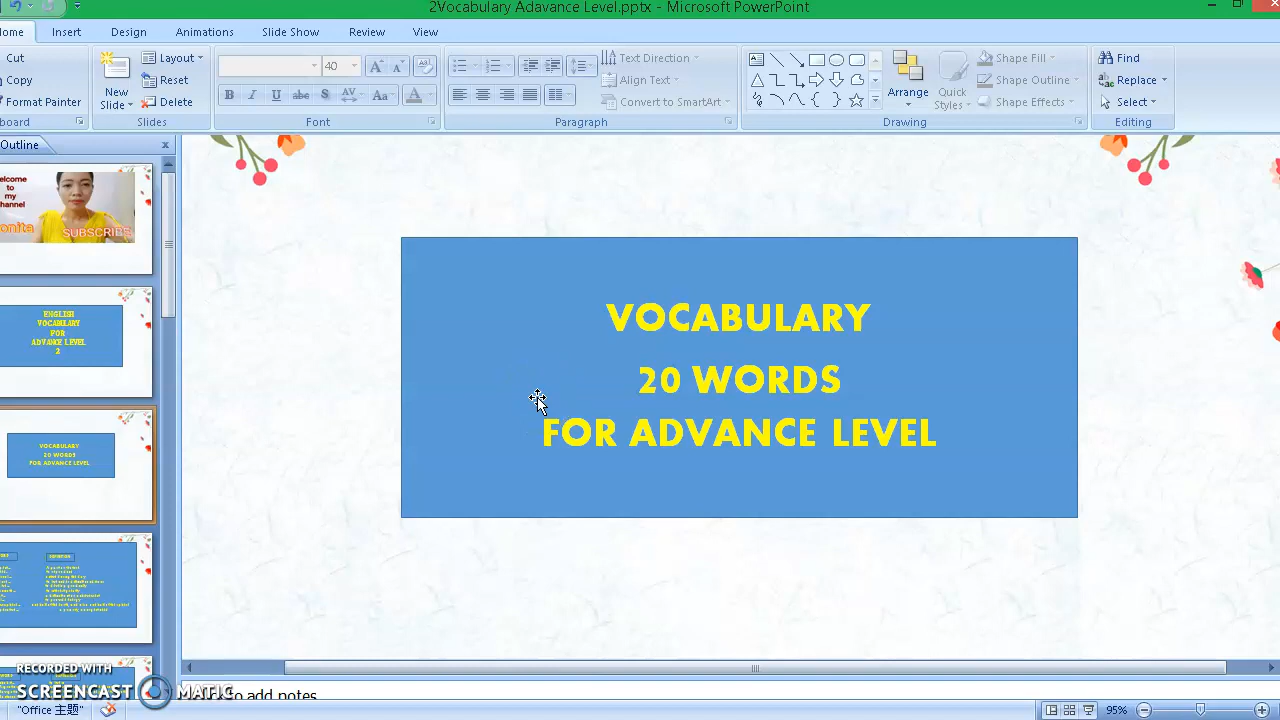 2Vocabulary Adavance Level.pptx - Microsoft PowerPoint
Home Insert Design Animations Slide Show Review View
Cut
Copy
Format Painter
New
Slide
Layout
Reset
Delete
40
B I U abc S AV Aa A
Text Direction
Align Text
Convert to SmartArt
Arrange
Quick
Styles
Shape Fill
Shape Outline
Shape Effects
Find
Replace
Select
Slides Font Paragraph Drawing Editing
Outline
to
my
SUBSCRIBE
ENGLISH
VOCABULARY
FOR
ADVANCE LEVEL
2
VOCABULARY
20 WORDS
FOR ADVANCE LEVEL
VOCABULARY
20 WORDS
FOR ADVANCE LEVEL
to add notes
RECORDED WITH
SCREENCAST MATIC
"Office 主题"
95%